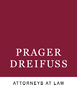 PRAGER
DREIFUSS
ATTORNEYS AT LAW